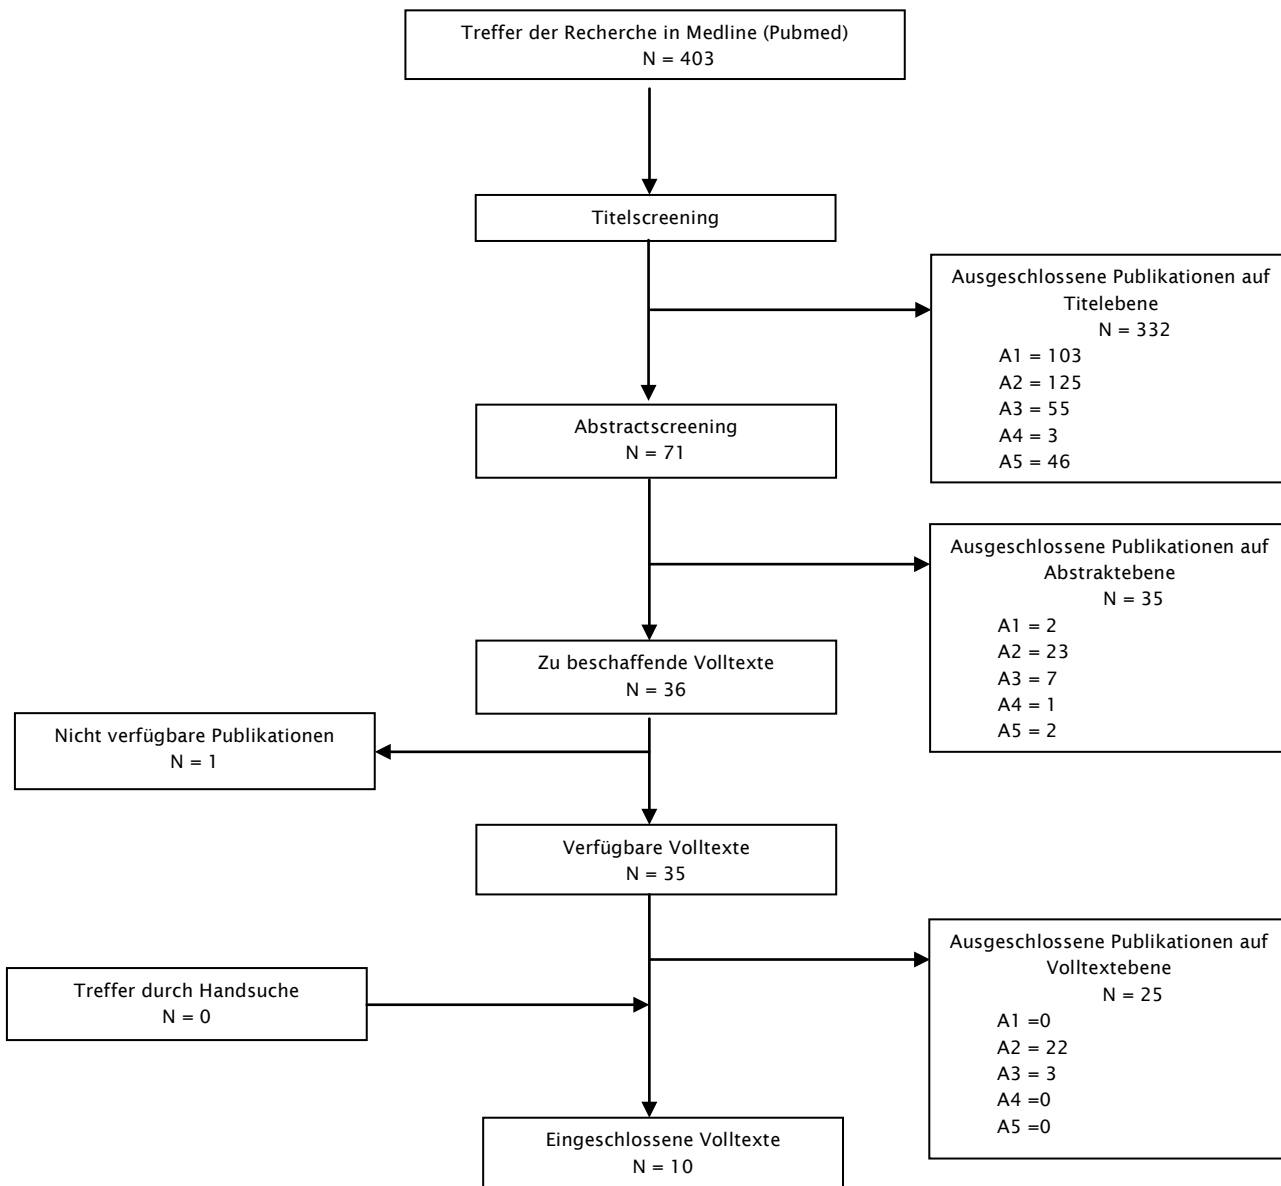 Treffer der Recherche in Medline (Pubmed)
N = 403
Titelscreening
Ausgeschlossene Publikationen auf
Titelebene
N = 332
A1 = 103
A2 = 125
A3 = 55
A4 = 3
A5 = 46
Abstractscreening
N = 71
Ausgeschlossene Publikationen auf
Abstraktebene
N = 35
A1 = 2
A2 = 23
A3 = 7
A4 = 1
A5 = 2
Zu beschaffende Volltexte
N = 36
Nicht verfügbare Publikationen
N = 1
Verfügbare Volltexte
N = 35
Ausgeschlossene Publikationen auf
Volltextebene
N = 25
A1 =0
A2 = 22
A3 = 3
A4 =0
A5 =0
Treffer durch Handsuche
N = 0
Eingeschlossene Volltexte
N = 10